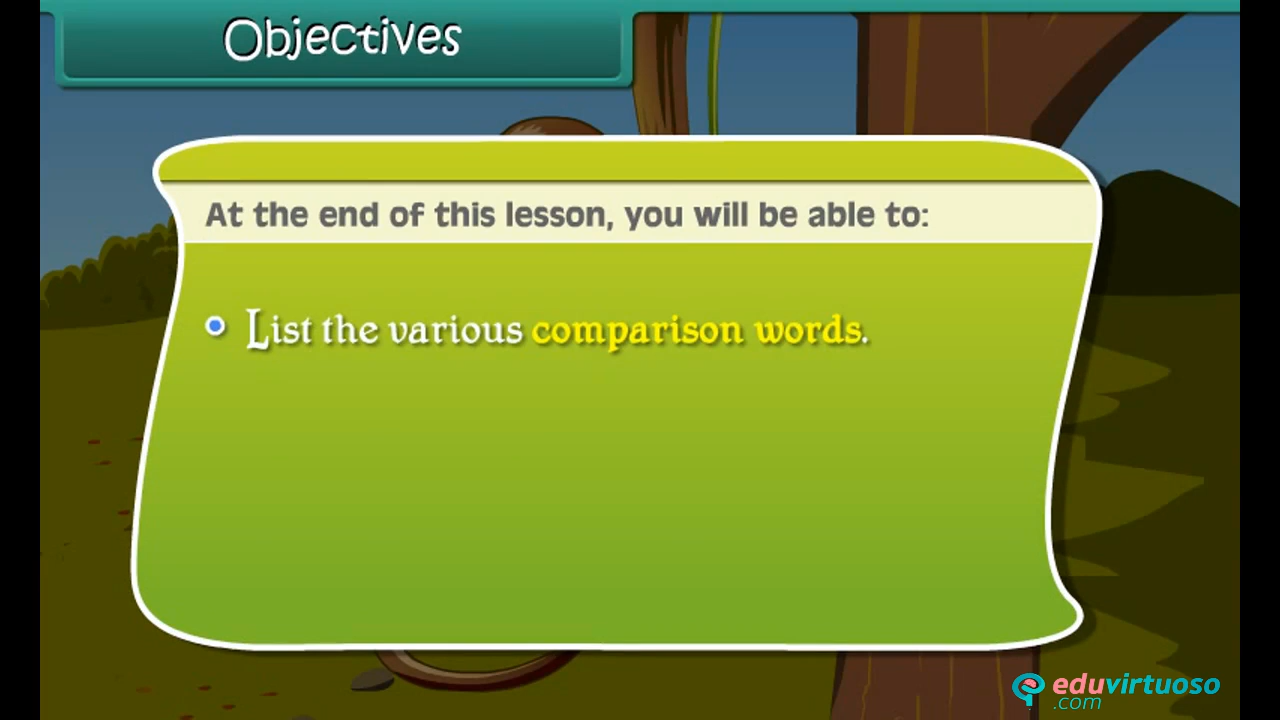 Objectives
At the end of this lesson, you will be able to:
List the various comparison words.
eduvirtuoso
.com